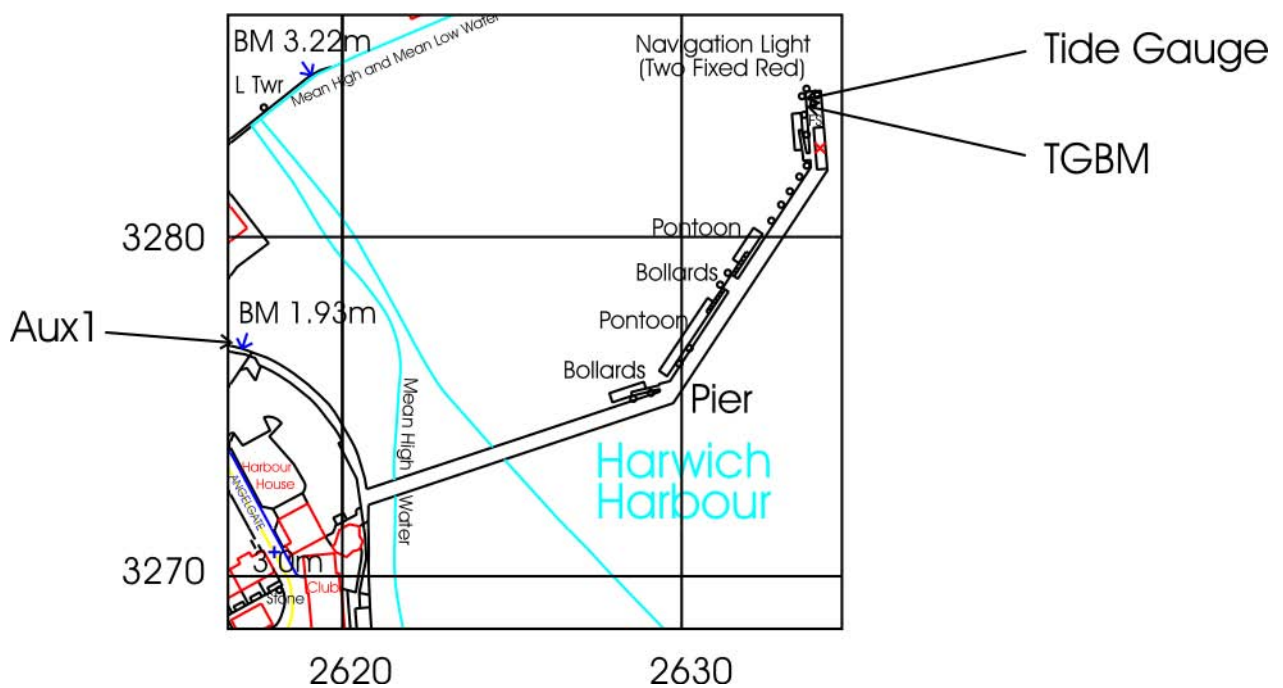 BM 3.22m
L Twr
Mean High and Mean Low Water
Navigation Light
(Two Fixed Red)
Tide Gauge
TGBM
3280
Pontoon
Bollards
BM 1.93m
Aux1
Pontoon
Bollards
Pier
Mean High
Water
Harwich
Harbour
Harbour
House
ANGELGATE
3270
3.0m
Club
Stone
2620
2630